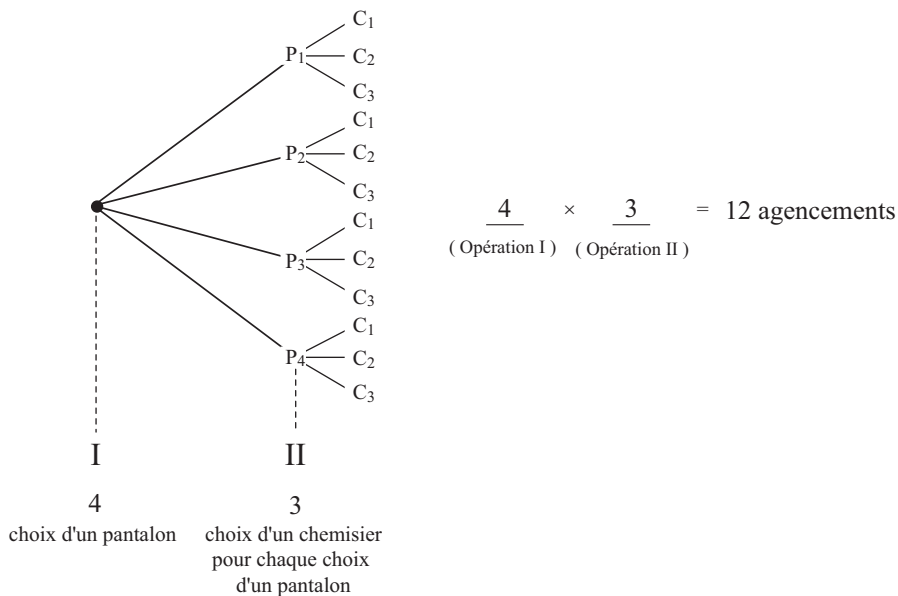 C1
P1 C2
C3
C1
P2 C2
C3
C1
P3 C2
C3
C1
P4 C2
C3
4 × 3 = 12 agencements
( Opération I ) ( Opération II )
I II
4 3
choix d'un pantalon choix d'un chemisier
pour chaque choix
d'un pantalon